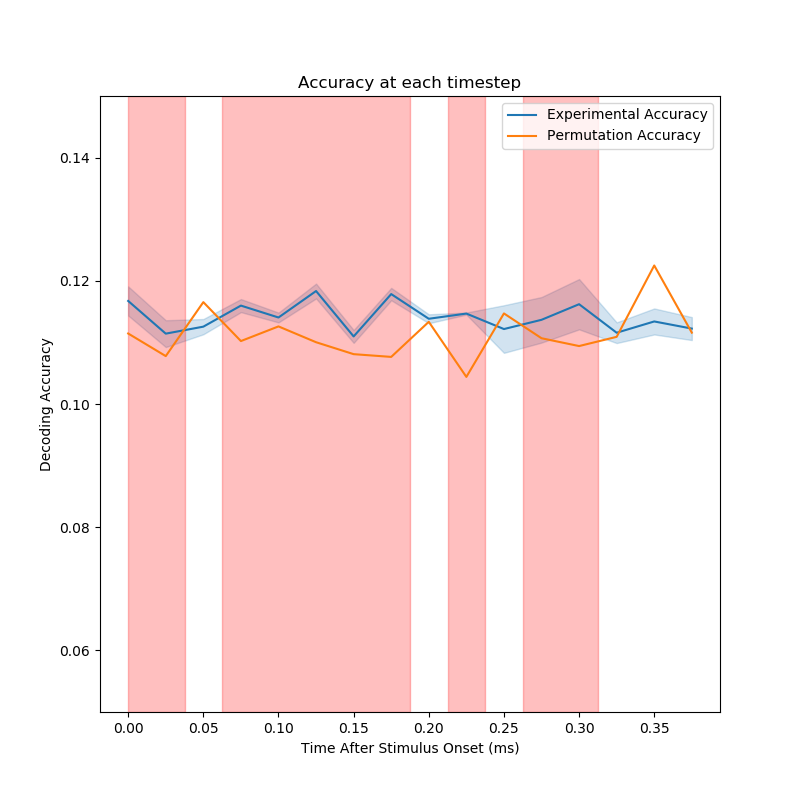 Accuracy at each timestep
Experimental Accuracy
Permutation Accuracy
Decoding Accuracy
0.14
0.12
0.10
0.08
0.06
0.00 0.05 0.10 0.15 0.20 0.25 0.30 0.35
Time After Stimulus Onset (ms)